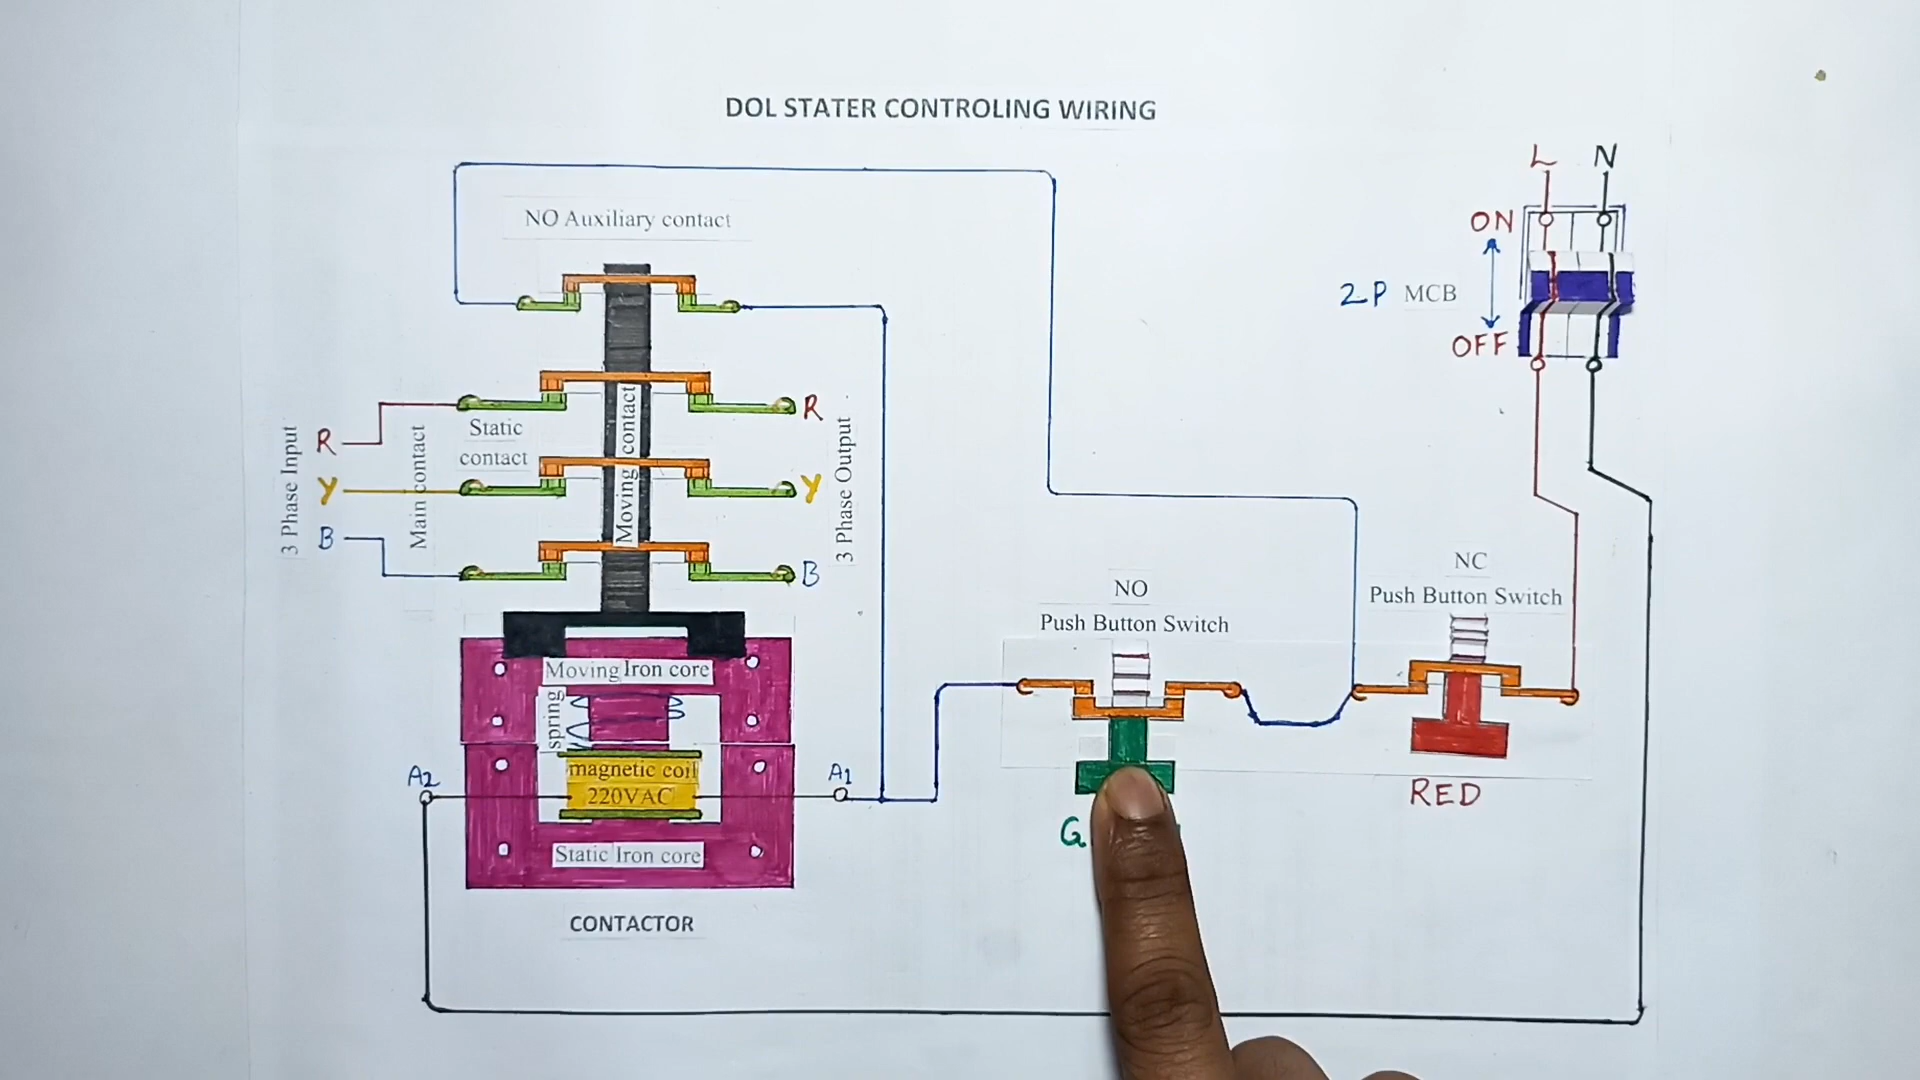 DOL STATER CONTROLING WIRING
L N
NO Auxiliary contact
ON
2P MCB
OFF
3 Phase Input
R
Y
B
Main contact
Static
contact
Moving contact
R
Y
B
3 Phase Output
NO
Push Button Switch
NC
Push Button Switch
Moving Iron core
spring
magnetic coil
220VAC
A2
A1
Static Iron core
RED
CONTACTOR